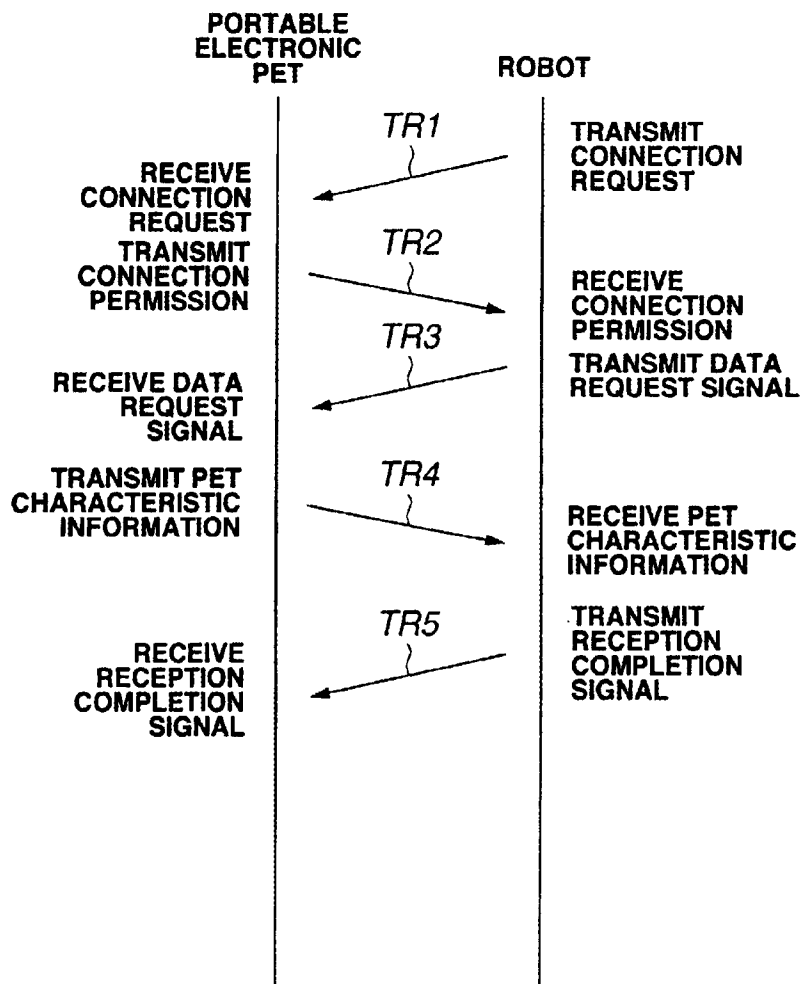 PORTABLE
ELECTRONIC
PET
ROBOT
TR1
TRANSMIT
CONNECTION
REQUEST
RECEIVE
CONNECTION
REQUEST
TRANSMIT
CONNECTION
PERMISSION
TR2
RECEIVE
CONNECTION
PERMISSION
TR3
TRANSMIT DATA
REQUEST SIGNAL
RECEIVE DATA
REQUEST
SIGNAL
TRANSMIT PET
CHARACTERISTIC
INFORMATION
TR4
RECEIVE PET
CHARACTERISTIC
INFORMATION
TR5
TRANSMIT
RECEPTION
COMPLETION
SIGNAL
RECEIVE
RECEPTION
COMPLETION
SIGNAL